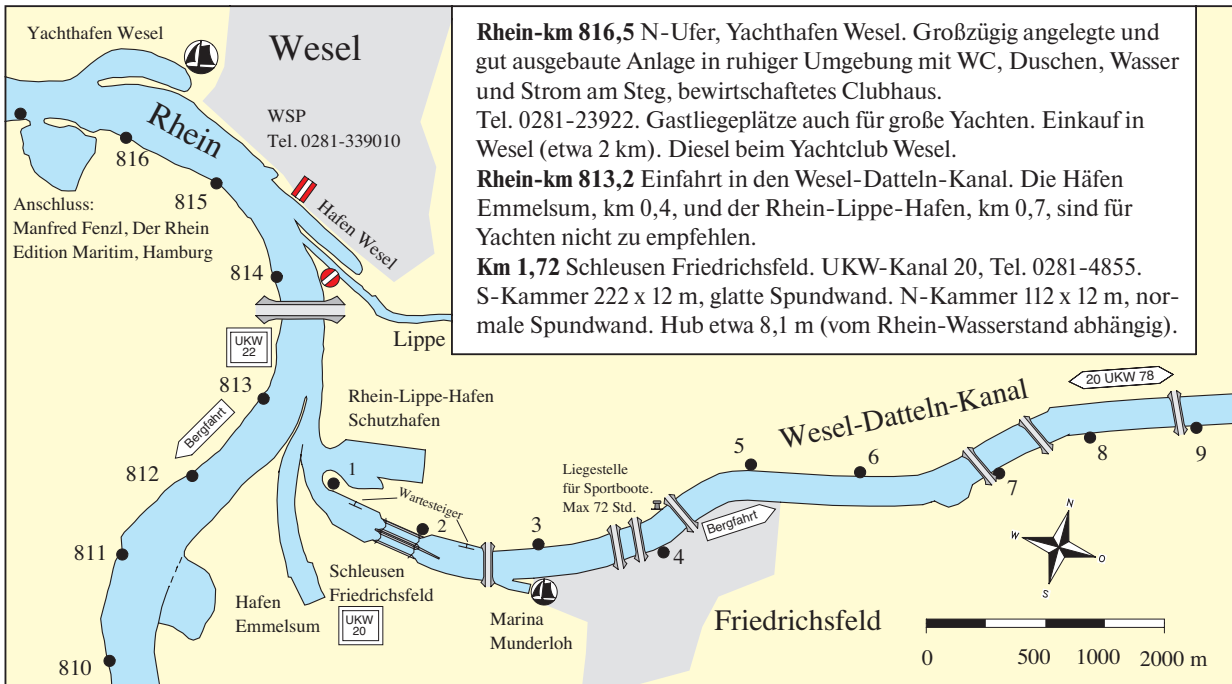 Yachthafen Wesel
Wesel
WSP
Tel. 0281-339010
Rhein
816
815
814
813
812
811
810
Anschluss:
Manfred Fenzl, Der Rhein
Edition Maritim, Hamburg
Hafen Wesel
Lippe
UKW
22
Bergfahrt
Rhein-km 816,5 N-Ufer, Yachthafen Wesel. Großzügig angelegte und
gut ausgebaute Anlage in ruhiger Umgebung mit WC, Duschen, Wasser
und Strom am Steg, bewirtschaftetes Clubhaus.
Tel. 0281-23922. Gastliegeplätze auch für große Yachten. Einkauf in
Wesel (etwa 2 km). Diesel beim Yachtclub Wesel.
Rhein-km 813,2 Einfahrt in den Wesel-Datteln-Kanal. Die Häfen
Emmelsum, km 0,4, und der Rhein-Lippe-Hafen, km 0,7, sind für
Yachten nicht zu empfehlen.
Km 1,72 Schleusen Friedrichsfeld. UKW-Kanal 20, Tel. 0281-4855.
S-Kammer 222 x 12 m, glatte Spundwand. N-Kammer 112 x 12 m, nor-
male Spundwand. Hub etwa 8,1 m (vom Rhein-Wasserstand abhängig).
Rhein-Lippe-Hafen
Schutzhafen
1
Wartesteiger
2
3
Liegestelle
für Sportboote.
Max 72 Std.
4
Bergfahrt
5
6
7
8
9
Wesel-Datteln-Kanal
20 UKW 78
Hafen
Emmelsum
Schleusen
Friedrichsfeld
UKW
20
Marina
Munderloh
Friedrichsfeld
N
W
O
S
0
500
1000
2000 m